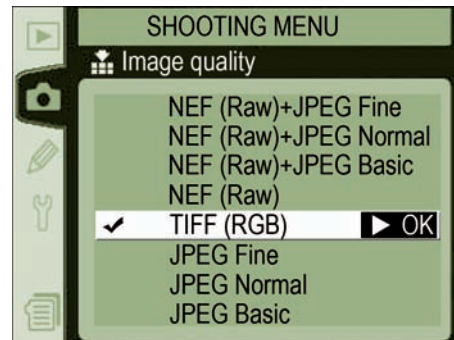 SHOOTING MENU
Image quality
NEF (Raw)+JPEG Fine
NEF (Raw)+JPEG Normal
NEF (Raw)+JPEG Basic
NEF (Raw)
TIFF (RGB) OK
JPEG Fine
JPEG Normal
JPEG Basic